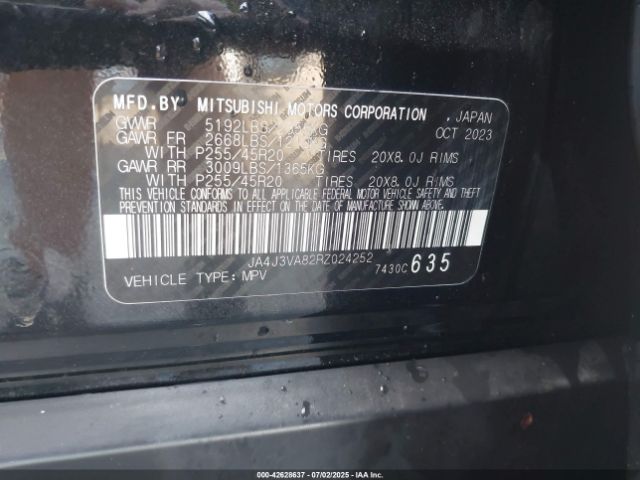 MFD.BY MITSUBISHI MOTORS CORPORATION , JAPAN
GVWR 5192LBS OCT 2023
GAWR FR 2668LBS
WITH P255/45R20 TIRES 20X8.0J RIMS
GAWR RR 3009LBS/1365KG
WITH P255/45R20 TIRES 20X8.0J RIMS
THIS VEHICLE CONFORMS TO ALL APPLICABLE FEDERAL MOTOR VEHICLE SAFETY AND THEFT
PREVENTION STANDARDS IN EFFECT ON THE DATE OF MANUFACTURE SHOWN ABOVE.
JA4J3VA82RZ024252
VEHICLE TYPE:MPV 7430C 635
000-42628637 - 07/02/2025 - IAA Inc.